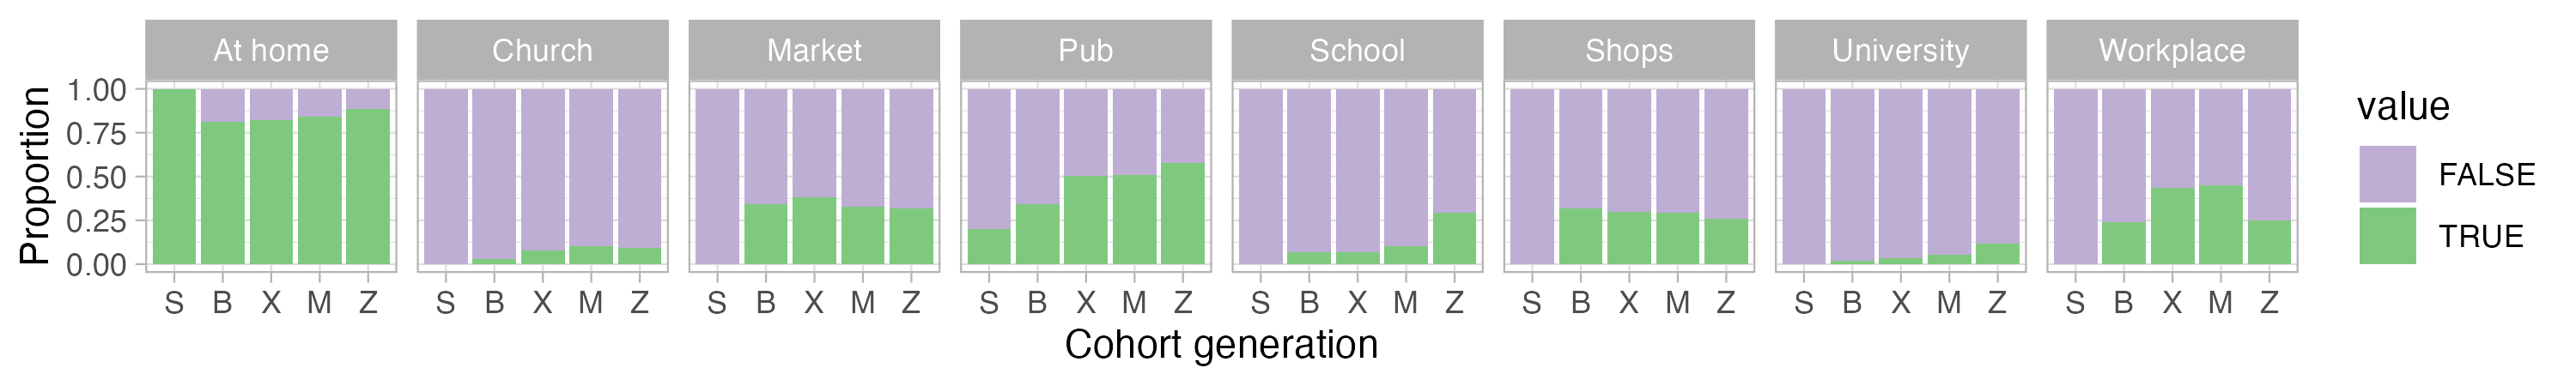 At home Church Market Pub School Shops University Workplace
1.00
0.75
0.50
0.25
0.00
Proportion
S B X M Z S B X M Z S B X M Z S B X M Z S B X M Z S B X M Z S B X M Z S B X M Z
Cohort generation
value
FALSE
TRUE